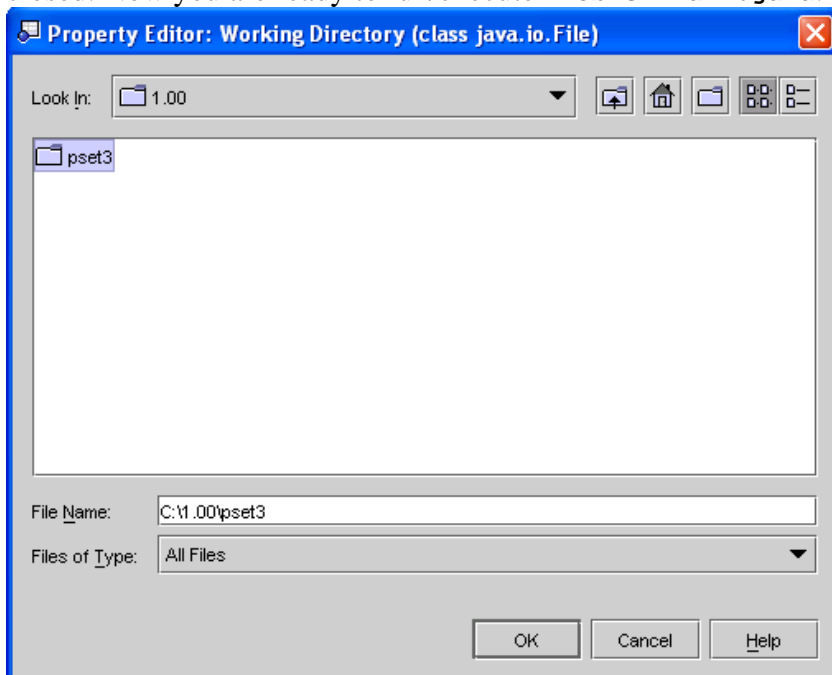 Property Editor: Working Directory (class java.io.File)
Look In: 1.00
pset3
File Name: C:\1.00\pset3
Files of Type: All Files
OK Cancel Help